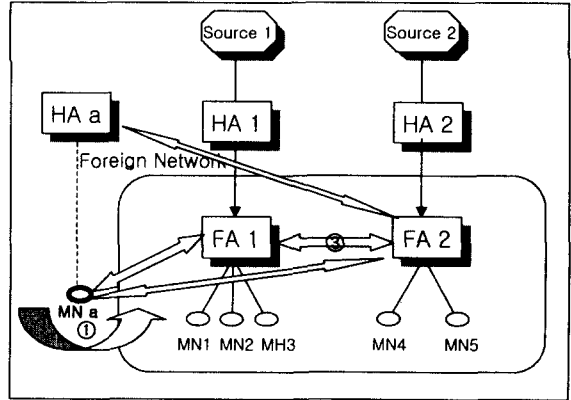 Source 1
Source 2
HA a
HA 1
HA 2
Foreign Network
FA 1
③
FA 2
MN a
①
MN1
MN2
MH3
MN4
MN5